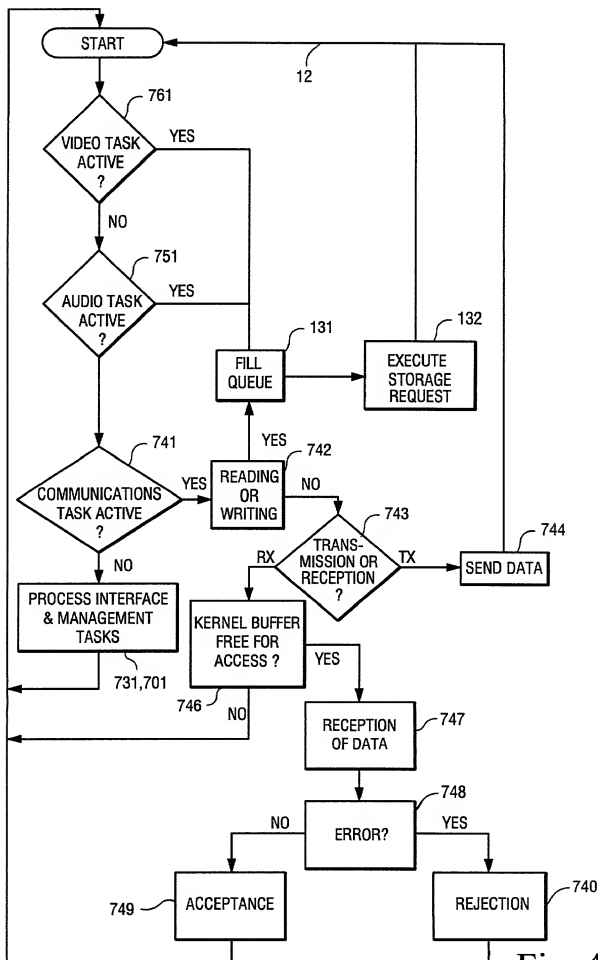 START
12
761
VIDEO TASK
ACTIVE
?
YES
NO
751
AUDIO TASK
ACTIVE
?
YES
131
FILL
QUEUE
132
EXECUTE
STORAGE
REQUEST
YES
741
COMMUNICATIONS
TASK ACTIVE
?
YES
742
READING
OR
WRITING
NO
743
TRANS-
MISSION OR
RECEPTION
?
RX
TX
744
SEND DATA
NO
PROCESS INTERFACE
& MANAGEMENT
TASKS
731,701
KERNEL BUFFER
FREE FOR
ACCESS ?
YES
746
NO
RECEPTION
OF DATA
747
ERROR?
748
NO
YES
749
ACCEPTANCE
REJECTION
740